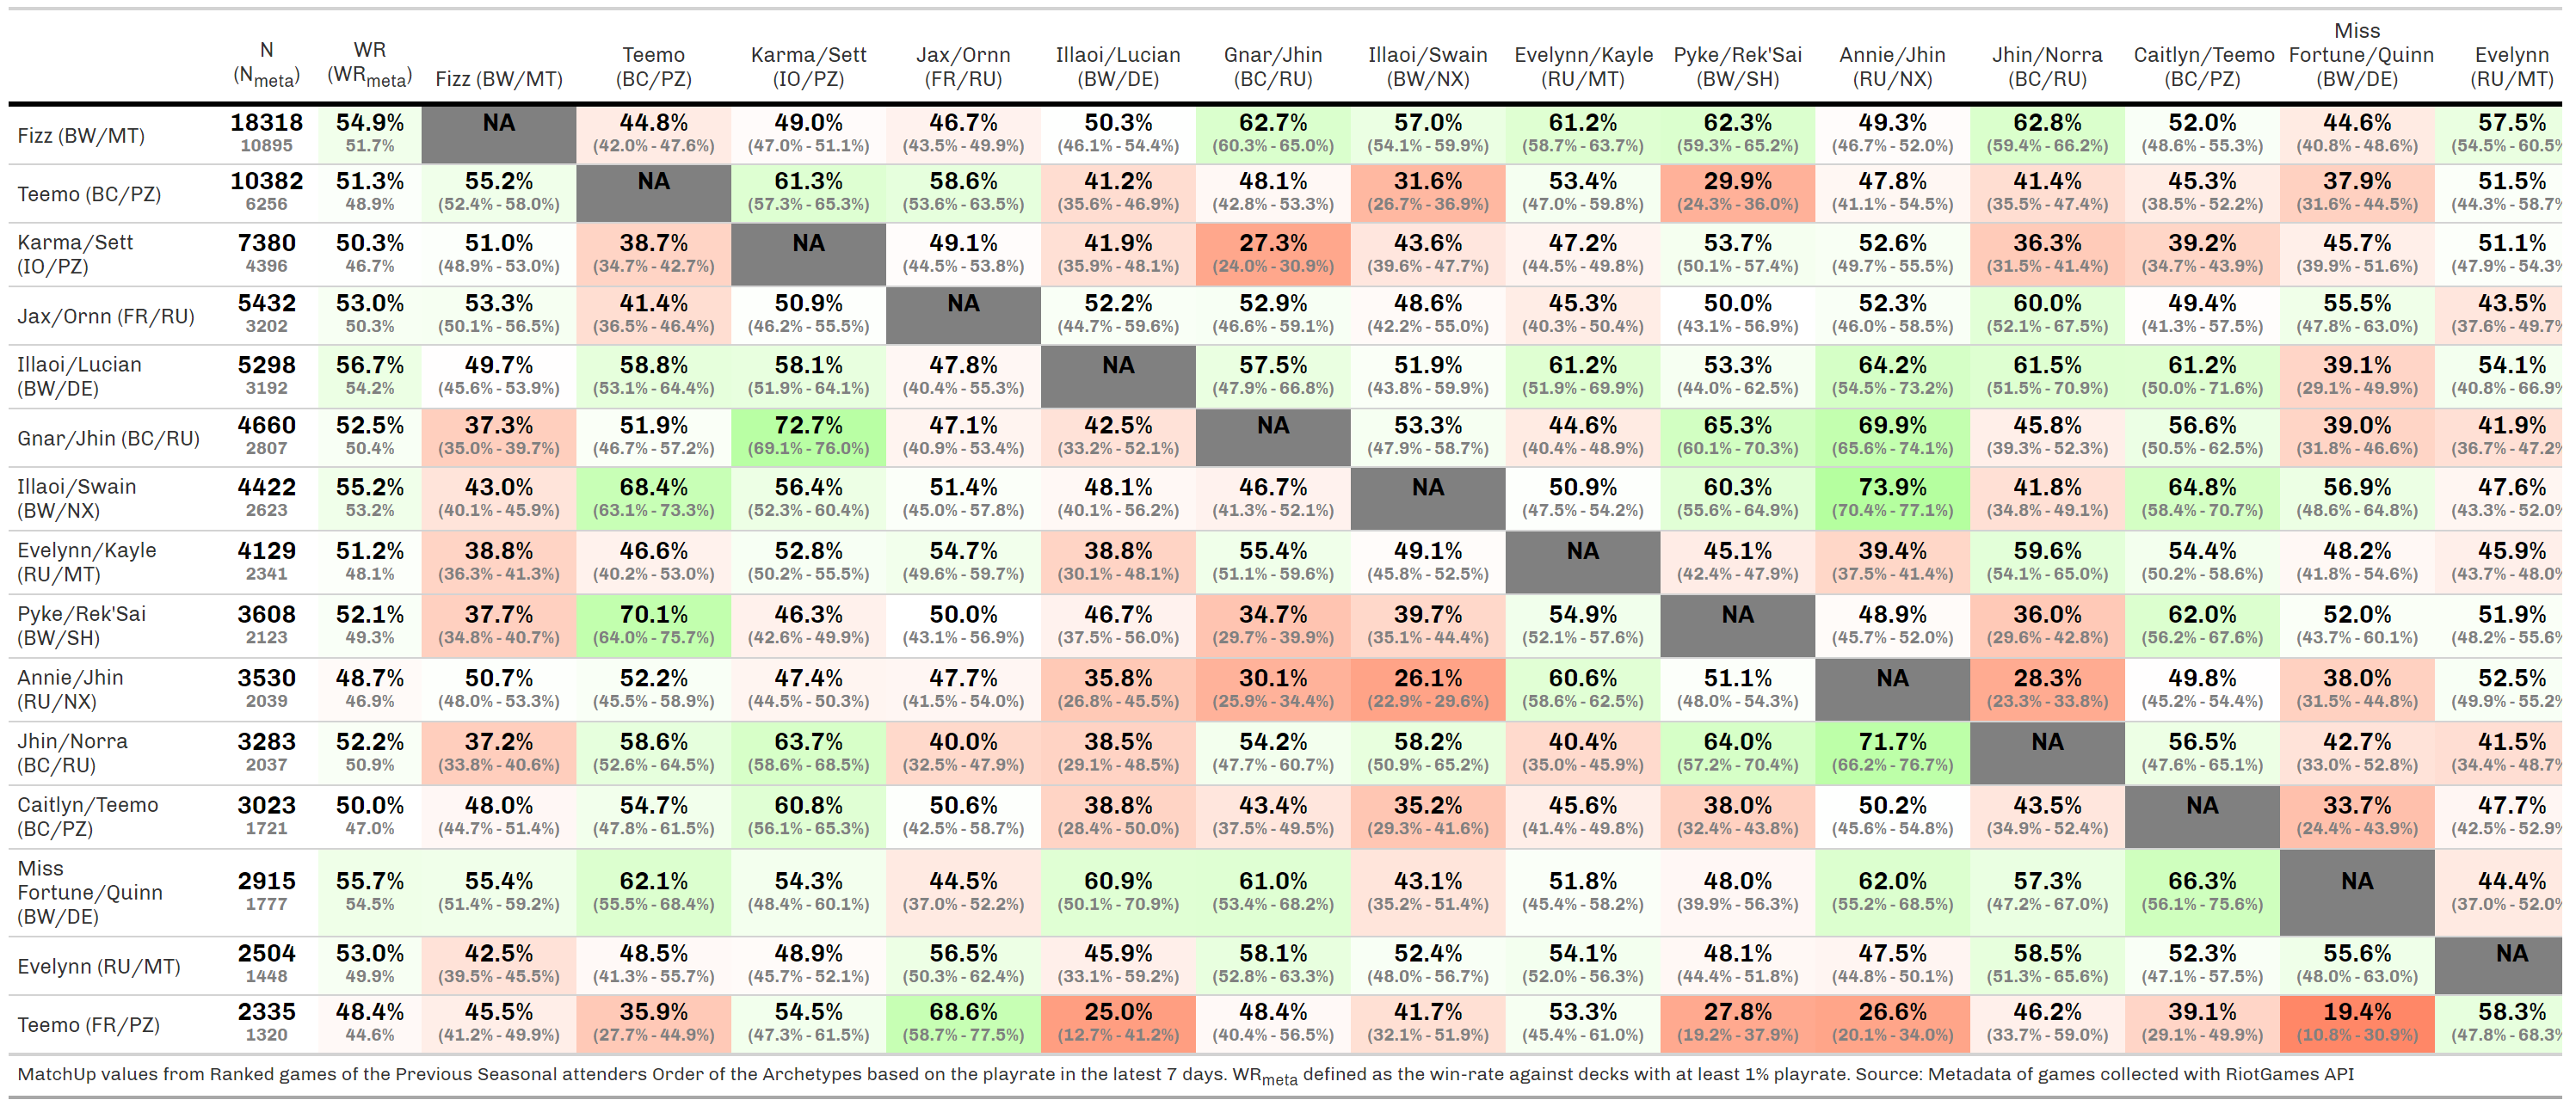 N (N_meta) WR (WR_meta) Fizz (BW/MT) Teemo (BC/PZ) Karma/Sett (IO/PZ) Jax/Ornn (FR/RU) Illaoi/Lucian (BW/DE) Gnar/Jhin (BC/RU) Illaoi/Swain (BW/NX) Evelynn/Kayle (RU/MT) Pyke/Rek'Sai (BW/SH) Annie/Jhin (RU/NX) Jhin/Norra (BC/RU) Caitlyn/Teemo (BC/PZ) Miss Fortune/Quinn (BW/DE) Evelynn (RU/MT)
Fizz (BW/MT) 18318 54.9% NA 44.8% 49.0% 46.7% 50.3% 62.7% 57.0% 61.2% 62.3% 49.3% 62.8% 52.0% 44.6% 57.5%
10895 51.7% (42.0% - 47.6%) (47.0% - 51.1%) (43.5% - 49.9%) (46.1% - 54.4%) (60.3% - 65.0%) (54.1% - 59.9%) (58.7% - 63.7%) (59.3% - 65.2%) (46.7% - 52.0%) (59.4% - 66.2%) (48.6% - 55.3%) (40.8% - 48.6%) (54.5% - 60.5%
Teemo (BC/PZ) 10382 51.3% 55.2% NA 61.3% 58.6% 41.2% 48.1% 31.6% 53.4% 29.9% 47.8% 41.4% 45.3% 37.9% 51.5%
6256 48.9% (52.4% - 58.0%) (57.3% - 65.3%) (53.6% - 63.5%) (35.6% - 46.9%) (42.8% - 53.3%) (26.7% - 36.9%) (47.0% - 59.8%) (24.3% - 36.0%) (41.1% - 54.5%) (35.5% - 47.4%) (38.5% - 52.2%) (31.6% - 44.5%) (44.3% - 58.7%
Karma/Sett 7380 50.3% 51.0% 38.7% NA 49.1% 41.9% 27.3% 43.6% 47.2% 53.7% 52.6% 36.3% 39.2% 45.7% 51.1%
(IO/PZ) 4396 46.7% (48.9% - 53.0%) (34.7% - 42.7%) (44.5% - 53.8%) (35.9% - 48.1%) (24.0% - 30.9%) (39.6% - 47.7%) (44.5% - 49.8%) (50.1% - 57.4%) (49.7% - 55.5%) (31.5% - 41.4%) (34.7% - 43.9%) (39.9% - 51.6%) (47.9% - 54.3%
Jax/Ornn (FR/RU) 5432 53.0% 53.3% 41.4% 50.9% NA 52.2% 52.9% 48.6% 45.3% 50.0% 52.3% 60.0% 49.4% 55.5% 43.5%
3202 50.3% (50.1% - 56.5%) (36.5% - 46.4%) (46.2% - 55.5%) (44.7% - 59.6%) (46.6% - 59.1%) (42.2% - 55.0%) (40.3% - 50.4%) (43.1% - 56.9%) (46.0% - 58.5%) (52.1% - 67.5%) (41.3% - 57.5%) (47.8% - 63.0%) (37.6% - 49.7%
Illaoi/Lucian 5298 56.7% 49.7% 58.8% 58.1% 47.8% NA 57.5% 51.9% 61.2% 53.3% 64.2% 61.5% 61.2% 39.1% 54.1%
(BW/DE) 3192 54.2% (45.6% - 53.9%) (53.1% - 64.4%) (51.9% - 64.1%) (40.4% - 55.3%) (47.9% - 66.8%) (43.8% - 59.9%) (51.9% - 69.9%) (44.0% - 62.5%) (54.5% - 73.2%) (51.5% - 70.9%) (50.0% - 71.6%) (29.1% - 49.9%) (40.8% - 66.9%
Gnar/Jhin (BC/RU) 4660 52.5% 37.3% 51.9% 72.7% 47.1% 42.5% NA 53.3% 44.6% 65.3% 69.9% 45.8% 56.6% 39.0% 41.9%
2807 50.4% (35.0% - 39.7%) (46.7% - 57.2%) (69.1% - 76.0%) (40.9% - 53.4%) (33.2% - 52.1%) (47.9% - 58.7%) (40.4% - 48.9%) (60.1% - 70.3%) (65.6% - 74.1%) (39.3% - 52.3%) (50.5% - 62.5%) (31.8% - 46.6%) (36.7% - 47.2%
Illaoi/Swain 4422 55.2% 43.0% 68.4% 56.4% 51.4% 48.1% 46.7% NA 50.9% 60.3% 73.9% 41.8% 64.8% 56.9% 47.6%
(BW/NX) 2623 53.2% (40.1% - 45.9%) (63.1% - 73.3%) (52.3% - 60.4%) (45.0% - 57.8%) (40.1% - 56.2%) (41.3% - 52.1%) (47.5% - 54.2%) (55.6% - 64.9%) (70.4% - 77.1%) (34.8% - 49.1%) (58.4% - 70.7%) (48.6% - 64.8%) (43.3% - 52.0%
Evelynn/Kayle 4129 51.2% 38.8% 46.6% 52.8% 54.7% 38.8% 55.4% 49.1% NA 45.1% 39.4% 59.6% 54.4% 48.2% 45.9%
(RU/MT) 2341 48.1% (36.3% - 41.3%) (40.2% - 53.0%) (50.2% - 55.5%) (49.6% - 59.7%) (30.1% - 48.1%) (51.1% - 59.6%) (45.8% - 52.5%) (42.4% - 47.9%) (37.5% - 41.4%) (54.1% - 65.0%) (50.2% - 58.6%) (41.8% - 54.6%) (43.7% - 48.0%
Pyke/Rek'Sai 3608 52.1% 37.7% 70.1% 46.3% 50.0% 46.7% 34.7% 39.7% 54.9% NA 48.9% 36.0% 62.0% 52.0% 51.9%
(BW/SH) 2123 49.3% (34.8% - 40.7%) (64.0% - 75.7%) (42.6% - 49.9%) (43.1% - 56.9%) (37.5% - 56.0%) (29.7% - 39.9%) (35.1% - 44.4%) (52.1% - 57.6%) (45.7% - 52.0%) (29.6% - 42.8%) (56.2% - 67.6%) (43.7% - 60.1%) (48.2% - 55.6%
Annie/Jhin 3530 48.7% 50.7% 52.2% 47.4% 47.7% 35.8% 30.1% 26.1% 60.6% 51.1% NA 28.3% 49.8% 38.0% 52.5%
(RU/NX) 2039 46.9% (48.0% - 53.3%) (45.5% - 58.9%) (44.5% - 50.3%) (41.5% - 54.0%) (26.8% - 45.5%) (25.9% - 34.4%) (22.9% - 29.6%) (58.6% - 62.5%) (48.0% - 54.3%) (23.3% - 33.8%) (45.2% - 54.4%) (31.5% - 44.8%) (49.9% - 55.2%
Jhin/Norra 3283 52.2% 37.2% 58.6% 63.7% 40.0% 38.5% 54.2% 58.2% 40.4% 64.0% 71.7% NA 56.5% 42.7% 41.5%
(BC/RU) 2037 50.9% (33.8% - 40.6%) (52.6% - 64.5%) (58.6% - 68.5%) (32.5% - 47.9%) (29.1% - 48.5%) (47.7% - 60.7%) (50.9% - 65.2%) (35.0% - 45.9%) (57.2% - 70.4%) (66.2% - 76.7%) (47.6% - 65.1%) (33.0% - 52.8%) (34.4% - 48.7%
Caitlyn/Teemo 3023 50.0% 48.0% 54.7% 60.8% 50.6% 38.8% 43.4% 35.2% 45.6% 38.0% 50.2% 43.5% NA 33.7% 47.7%
(BC/PZ) 1721 47.0% (44.7% - 51.4%) (47.8% - 61.5%) (56.1% - 65.3%) (42.5% - 58.7%) (28.4% - 50.0%) (37.5% - 49.5%) (29.3% - 41.6%) (41.4% - 49.8%) (32.4% - 43.8%) (45.6% - 54.8%) (34.9% - 52.4%) (24.4% - 43.9%) (42.5% - 52.9%
Miss
Fortune/Quinn 2915 55.7% 55.4% 62.1% 54.3% 44.5% 60.9% 61.0% 43.1% 51.8% 48.0% 62.0% 57.3% 66.3% NA 44.4%
(BW/DE) 1777 54.5% (51.4% - 59.2%) (55.5% - 68.4%) (48.4% - 60.1%) (37.0% - 52.2%) (50.1% - 70.9%) (53.4% - 68.2%) (35.2% - 51.4%) (45.4% - 58.2%) (39.9% - 56.3%) (55.2% - 68.5%) (47.2% - 67.0%) (56.1% - 75.6%) (37.0% - 52.0%
Evelynn (RU/MT) 2504 53.0% 42.5% 48.5% 48.9% 56.5% 45.9% 58.1% 52.4% 54.1% 48.1% 47.5% 58.5% 52.3% 55.6% NA
1448 49.9% (39.5% - 45.5%) (41.3% - 55.7%) (45.7% - 52.1%) (50.3% - 62.4%) (33.1% - 59.2%) (52.8% - 63.3%) (48.0% - 56.7%) (52.0% - 56.3%) (44.4% - 51.8%) (44.8% - 50.1%) (51.3% - 65.6%) (47.1% - 57.5%) (48.0% - 63.0%)
Teemo (FR/PZ) 2335 48.4% 45.5% 35.9% 54.5% 68.6% 25.0% 48.4% 41.7% 53.3% 27.8% 26.6% 46.2% 39.1% 19.4% 58.3%
1320 44.6% (41.2% - 49.9%) (27.7% - 44.9%) (47.3% - 61.5%) (58.7% - 77.5%) (12.7% - 41.2%) (40.4% - 56.5%) (32.1% - 51.9%) (45.4% - 61.0%) (19.2% - 37.9%) (20.1% - 34.0%) (33.7% - 59.0%) (29.1% - 49.9%) (10.8% - 30.9%) (47.8% - 68.3%
MatchUp values from Ranked games of the Previous Seasonal attenders Order of the Archetypes based on the playrate in the latest 7 days. WR_meta defined as the win-rate against decks with at least 1% playrate. Source: Metadata of games collected with RiotGames API